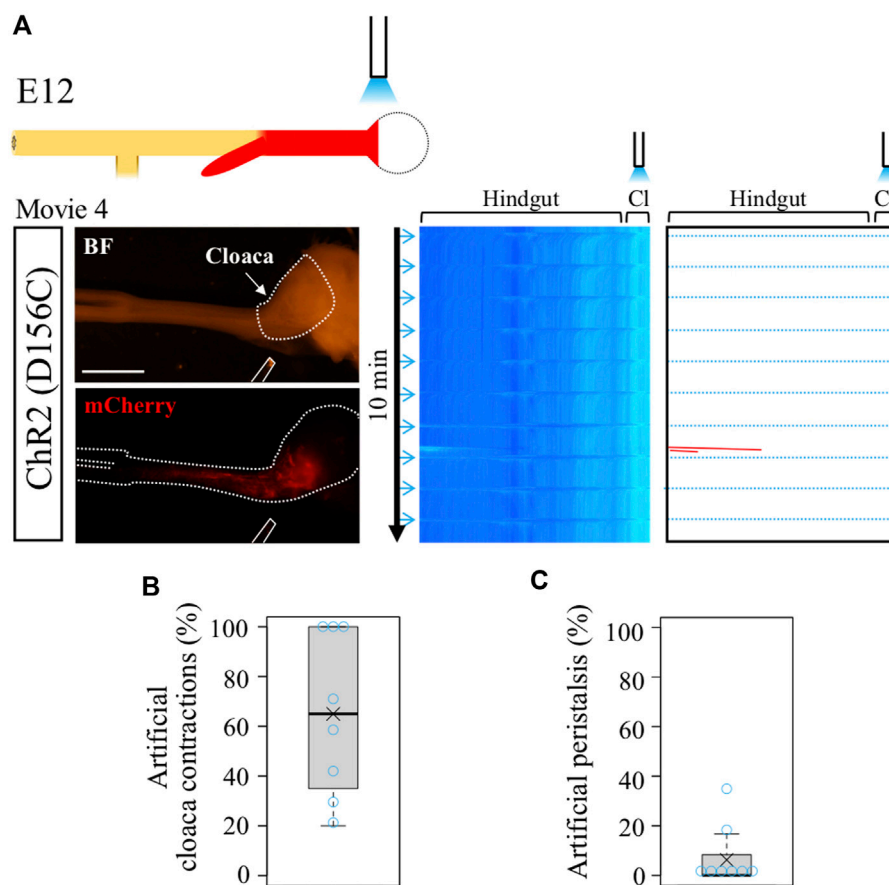 A
E12
Movie 4
ChR2 (D156C)
BF
Cloaca
mCherry
10 min
Hindgut
Cl
Hindgut
C
B
Artificial
cloaca contractions (%)
100
80
60
40
20
0
C
Artificial peristalsis (%)
100
80
60
40
20
0